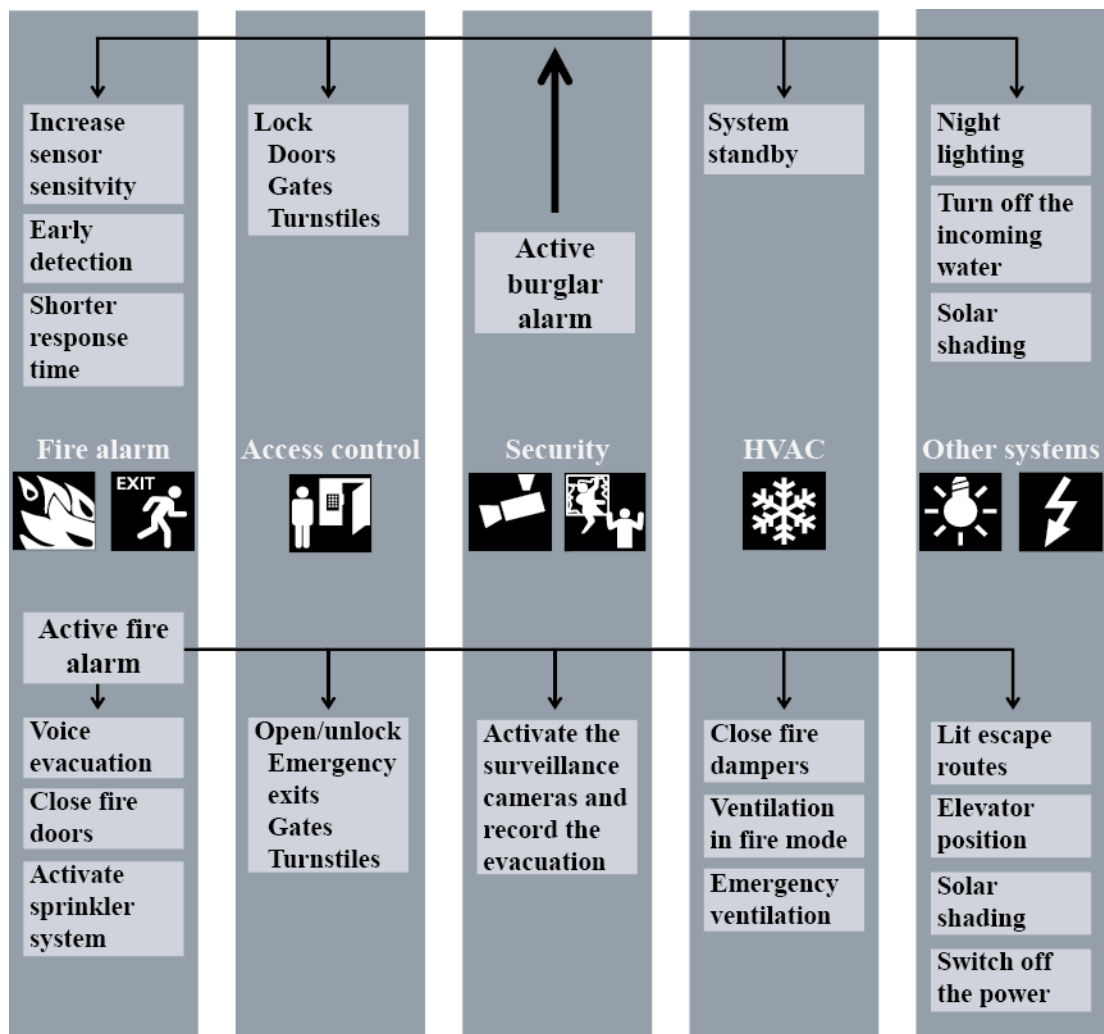 Increase
sensor
sensitvity
Early
detection
Shorter
response
time
Lock
Doors
Gates
Turnstiles
Active
burglar
alarm
System
standby
Night
lighting
Turn off the
incoming
water
Solar
shading
Fire alarm
Access control
Security
HVAC
Other systems
EXIT
Active fire
alarm
Voice
evacuation
Close fire
doors
Activate
sprinkler
system
Open/unlock
Emergency
exits
Gates
Turnstiles
Activate the
surveillance
cameras and
record the
evacuation
Close fire
dampers
Ventilation
in fire mode
Emergency
ventilation
Lit escape
routes
Elevator
position
Solar
shading
Switch off
the power